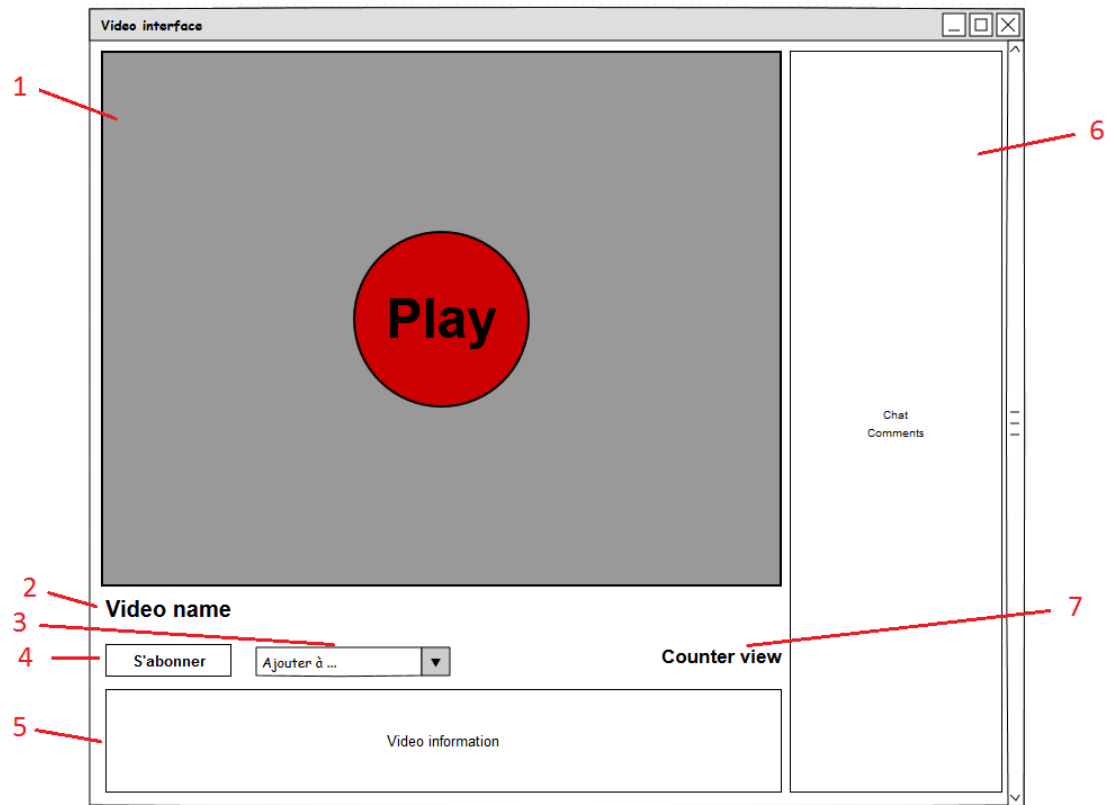 Video interface
1
6
Play
Chat
Comments
2
Video name
7
3
4
S'abonner
Ajouter à ...
Counter view
5
Video information